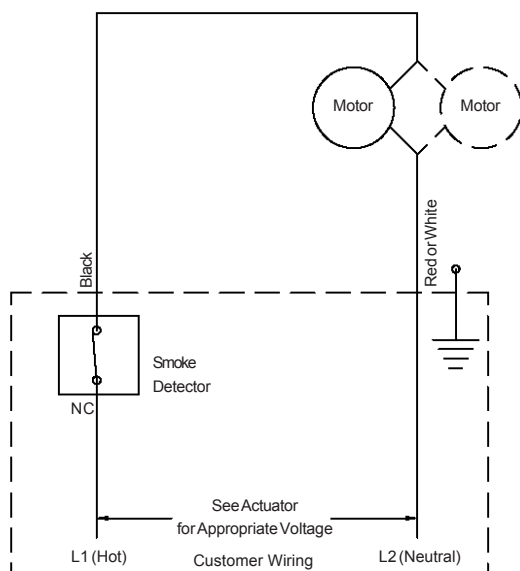 Motor
Motor
Black
Red or White
Smoke
Detector
NC
See Actuator
for Appropriate Voltage
L1 (Hot)
Customer Wiring
L2 (Neutral)